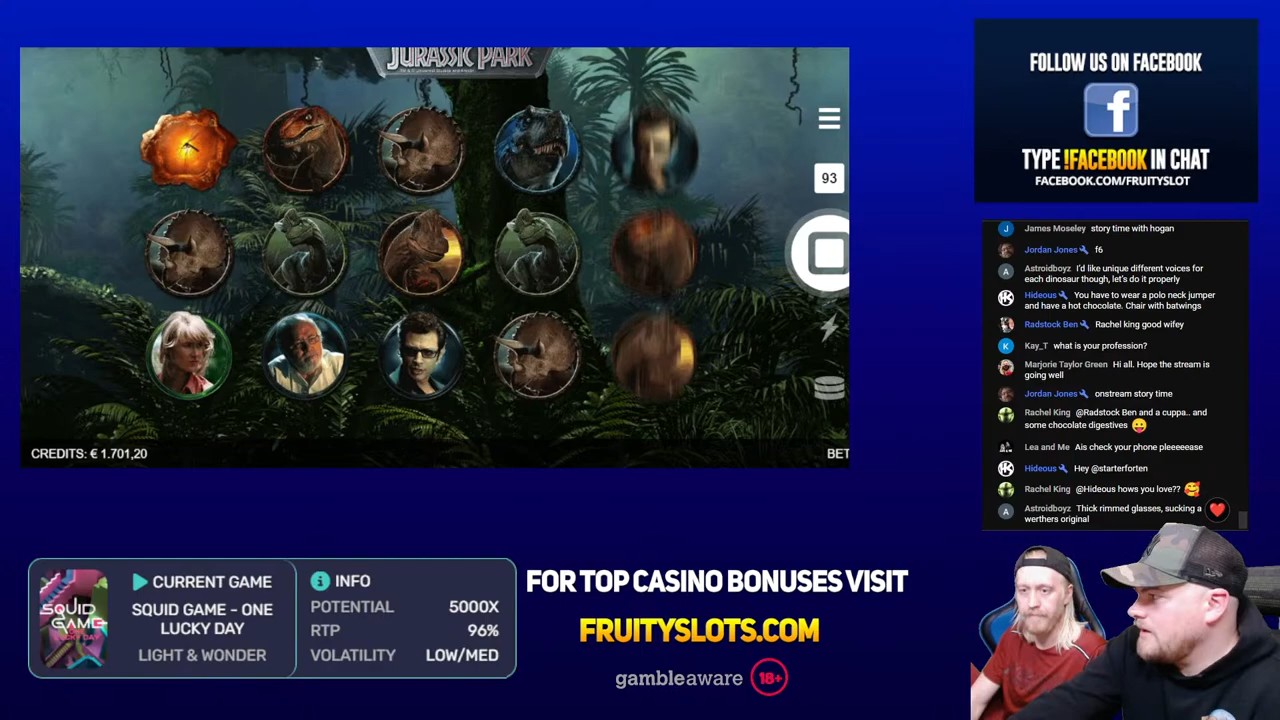 JURASSIC PARK
93
CREDITS: € 1.701,20
BET
FOLLOW US ON FACEBOOK
f
TYPE !FACEBOOK IN CHAT
FACEBOOK.COM/FRUITYSLOT
J James Moseley story time with hogan
Jordan Jones f6
A Astroidboyz I'd like unique different voices for
each dinosaur though, let's do it properly
HK Hideous You have to wear a polo neck jumper
and have a hot chocolate. Chair with batwings
Radstock Ben Rachel king good wifey
K Kay_T what is your profession?
Marjorie Taylor Green Hi all. Hope the stream is
going well
Jordan Jones onstream story time
Rachel King @Radstock Ben and a cuppa.. and
some chocolate digestives 😛
Lea and Me Ais check your phone pleeeeease
HK Hideous Hey @starterforten
Rachel King @Hideous hows you love?? 🥰
A Astroidboyz Thick rimmed glasses, sucking a
werthers original
SQUID
GAME
CURRENT GAME
SQUID GAME - ONE
LUCKY DAY
LIGHT & WONDER
i INFO
POTENTIAL 5000X
RTP 96%
VOLATILITY LOW/MED
FOR TOP CASINO BONUSES VISIT
FRUITYSLOTS.COM
gambleaware 18+